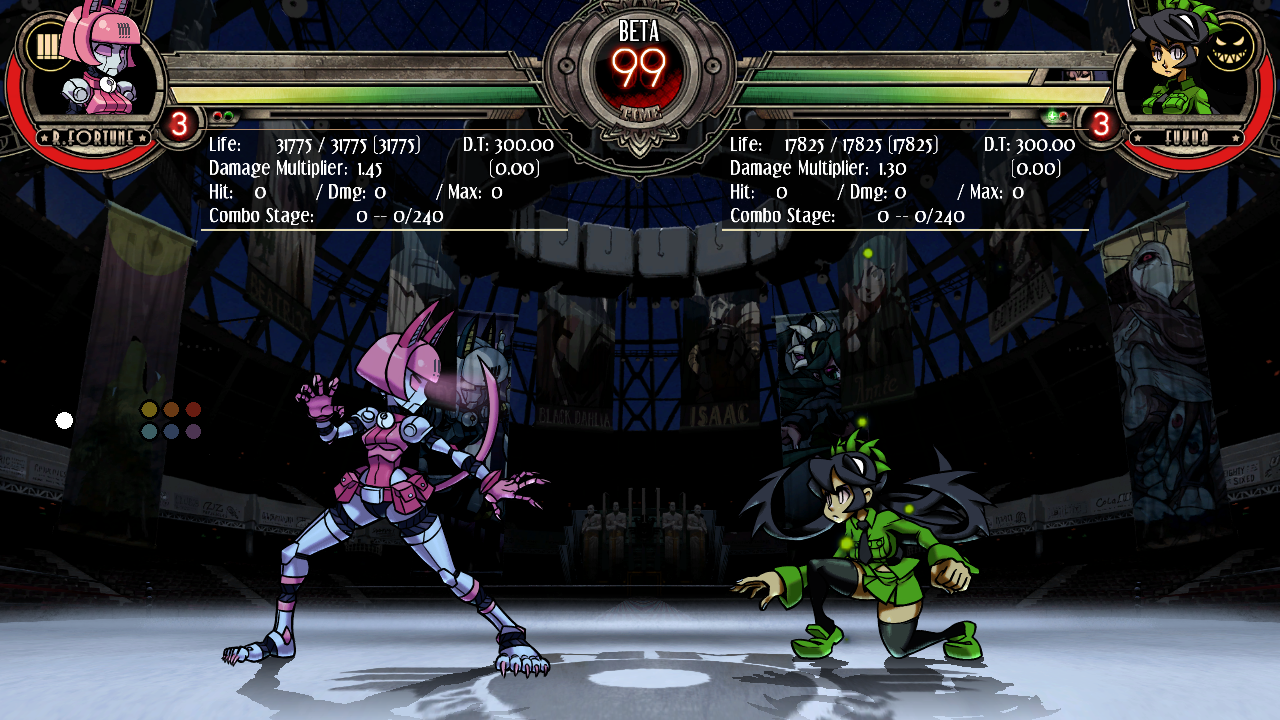 BETA
99
TIME
R.FORTUNE
FUKUA
3
3
Life: 31775 / 31775 (31775) D.T: 300.00
Damage Multiplier: 1.45 (0.00)
Hit: 0 / Dmg: 0 / Max: 0
Combo Stage: 0 -- 0/240
Life: 17825 / 17825 (17825) D.T: 300.00
Damage Multiplier: 1.30 (0.00)
Hit: 0 / Dmg: 0 / Max: 0
Combo Stage: 0 -- 0/240
BLACK DAHLIA
ISAAC
Annie